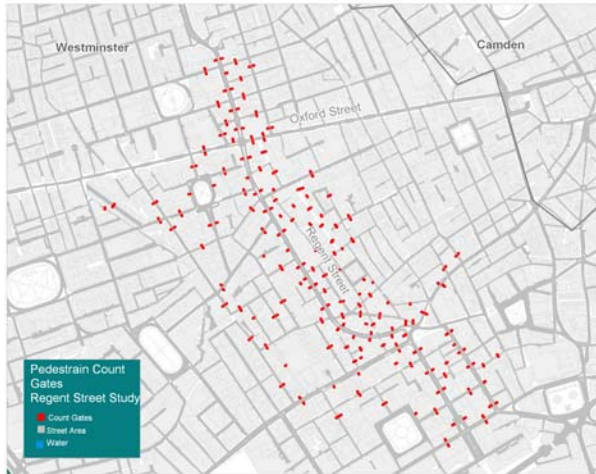 Westminster
Camden
Oxford Street
Regent Street
Pedestrain Count
Gates
Regent Street Study
Count Gates
Street Area
Water